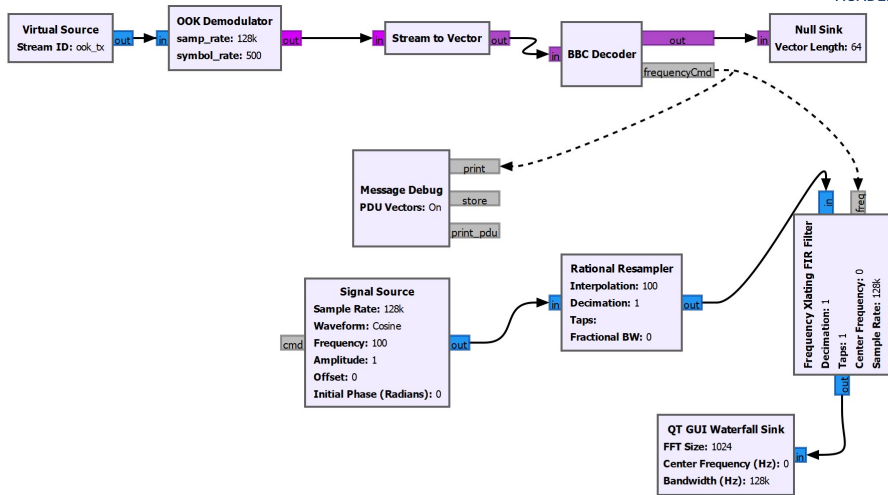 Virtual Source
Stream ID: ook_tx
out
in
OOK Demodulator
samp_rate: 128k
symbol_rate: 500
out
in
Stream to Vector
out
in
BBC Decoder
out
frequencyCmd
in
Null Sink
Vector Length: 64
Message Debug
PDU Vectors: On
print
store
print_pdu
cmd
Signal Source
Sample Rate: 128k
Waveform: Cosine
Frequency: 100
Amplitude: 1
Offset: 0
Initial Phase (Radians): 0
out
in
Rational Resampler
Interpolation: 100
Decimation: 1
Taps:
Fractional BW: 0
out
in
freq
Frequency Xlating FIR Filter
Decimation: 1
Taps: 1
Center Frequency: 0
Sample Rate: 128k
out
QT GUI Waterfall Sink
FFT Size: 1024
Center Frequency (Hz): 0
Bandwidth (Hz): 128k
in